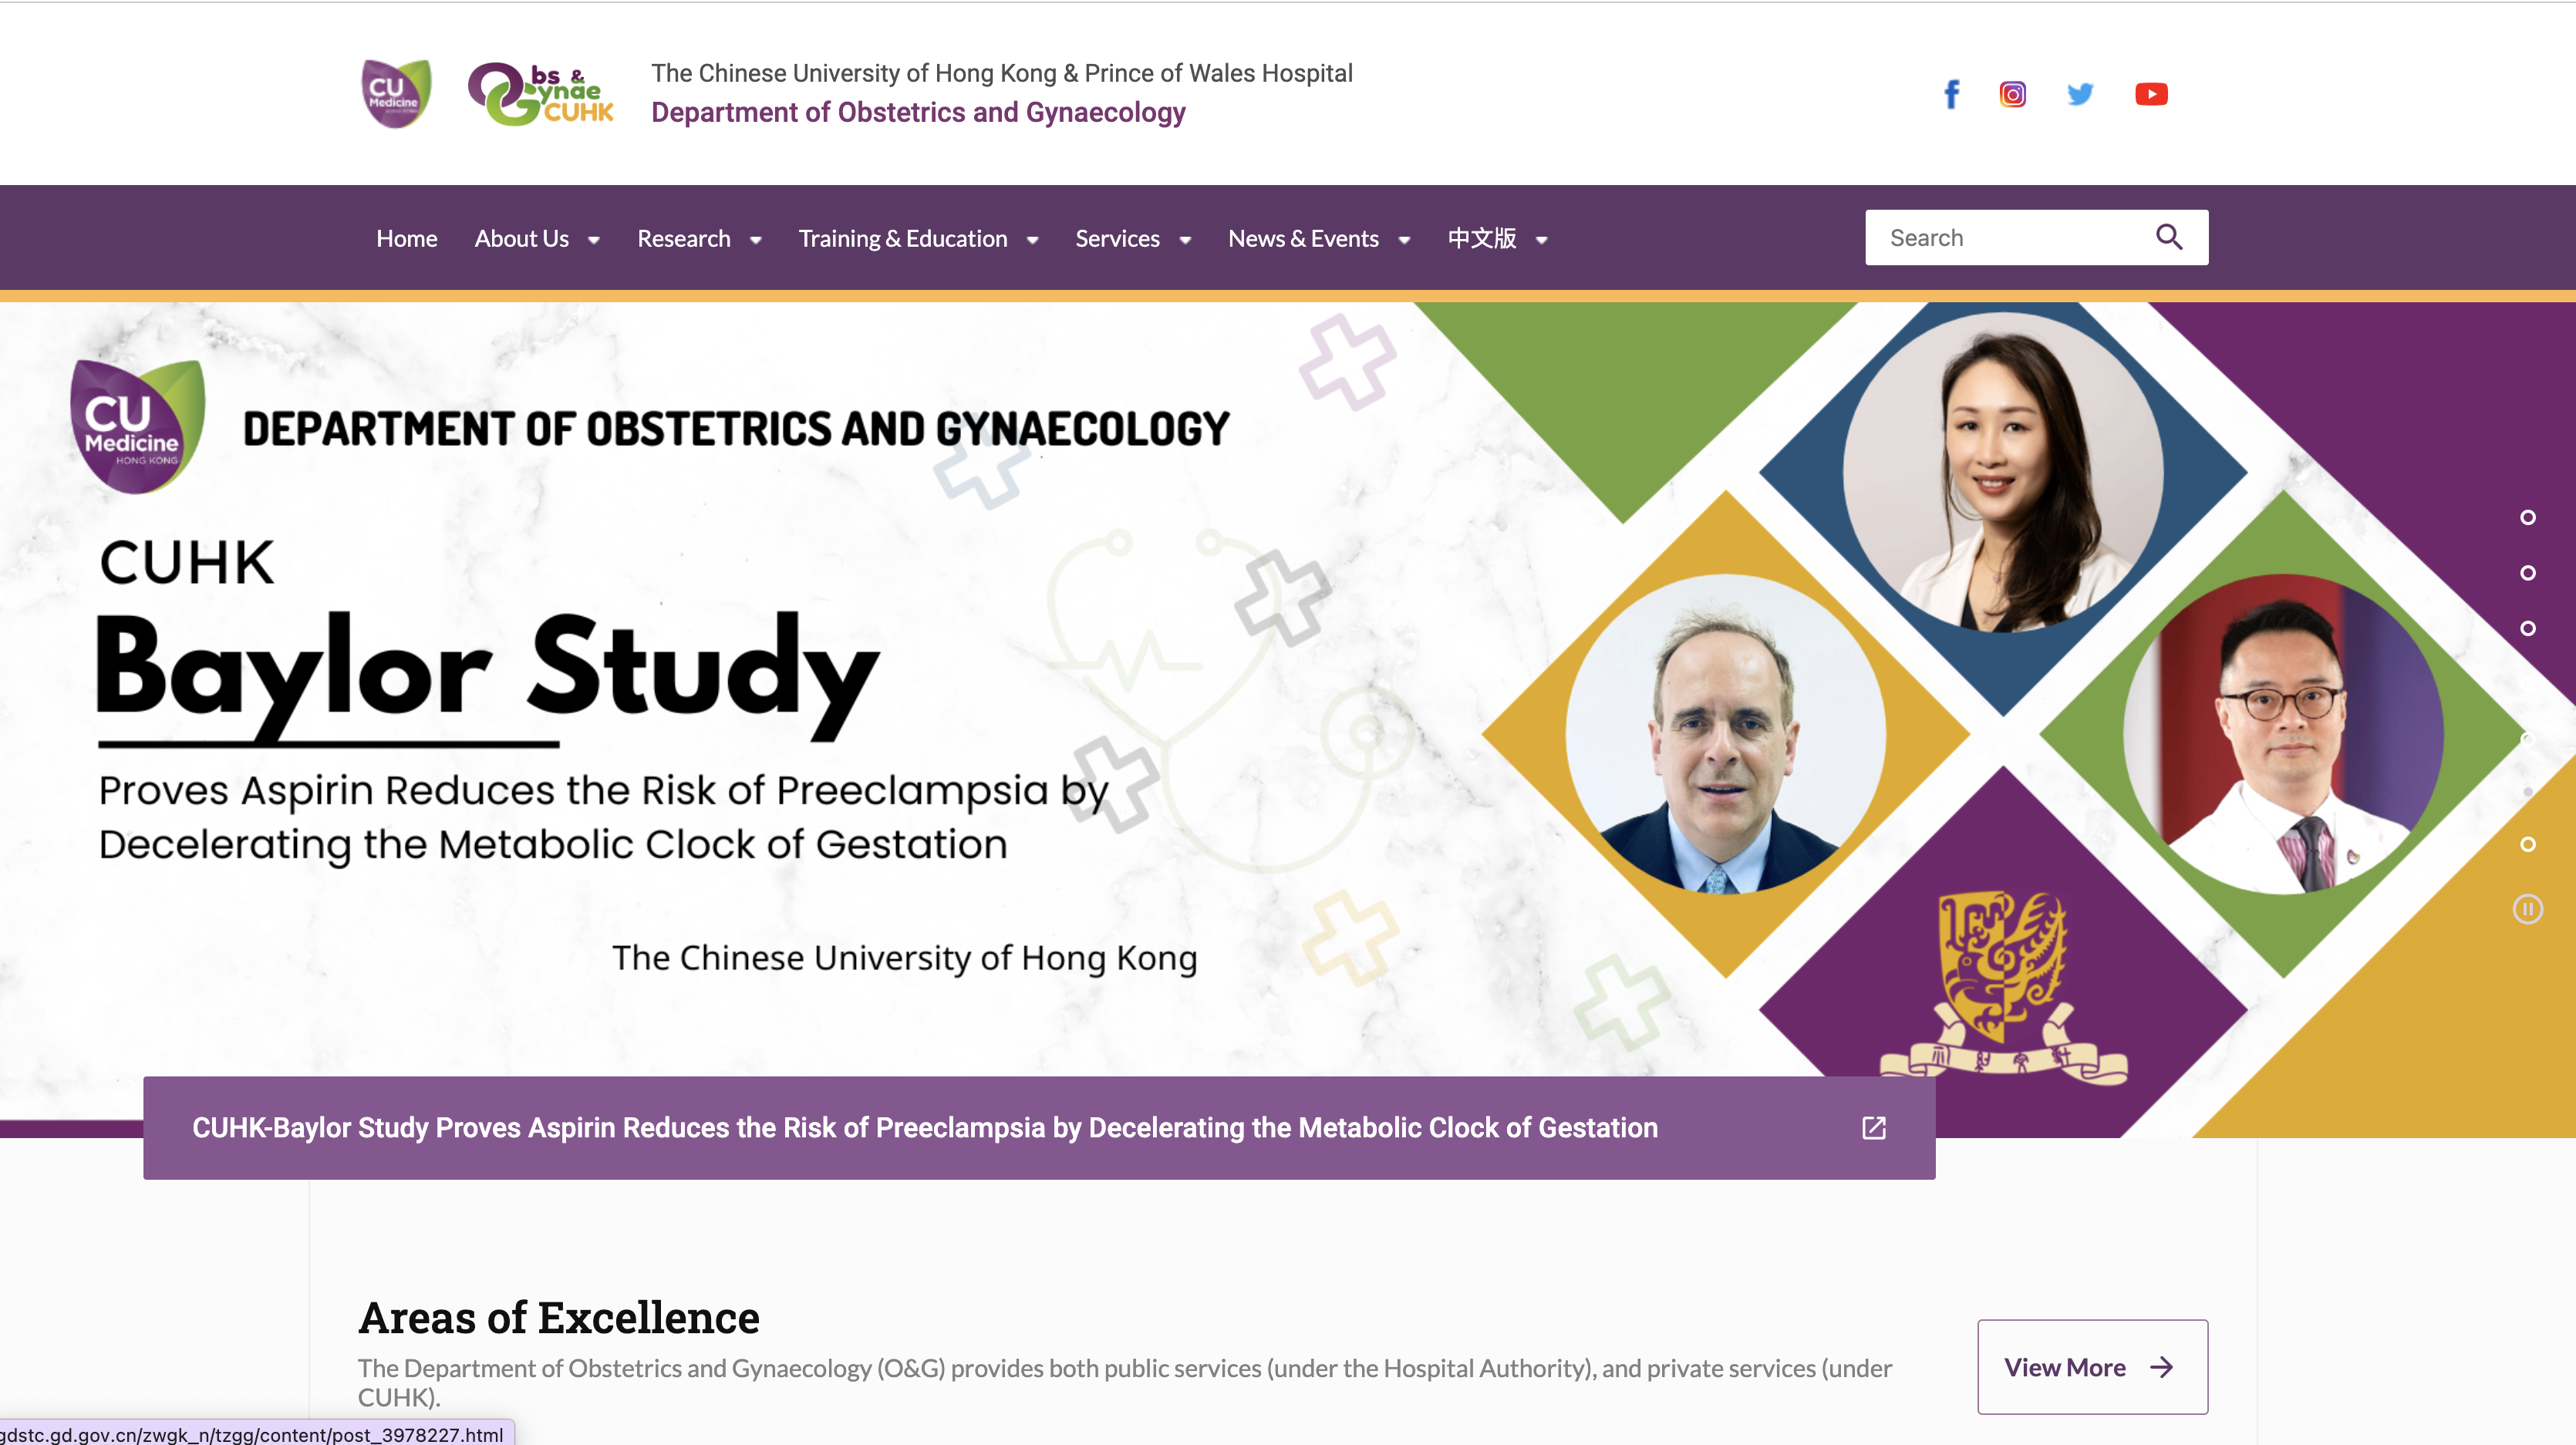 CU
Medicine
HONG KONG
Obs &
Gynae
CUHK
The Chinese University of Hong Kong & Prince of Wales Hospital
Department of Obstetrics and Gynaecology
Home
About Us
Research
Training & Education
Services
News & Events
中文版
Search
CU
Medicine
HONG KONG
DEPARTMENT OF OBSTETRICS AND GYNAECOLOGY
CUHK
Baylor Study
Proves Aspirin Reduces the Risk of Preeclampsia by
Decelerating the Metabolic Clock of Gestation
The Chinese University of Hong Kong
CUHK-Baylor Study Proves Aspirin Reduces the Risk of Preeclampsia by Decelerating the Metabolic Clock of Gestation
Areas of Excellence
The Department of Obstetrics and Gynaecology (O&G) provides both public services (under the Hospital Authority), and private services (under
CUHK).
View More
gdstc.gd.gov.cn/zwgk_n/tzgg/content/post_3978227.html